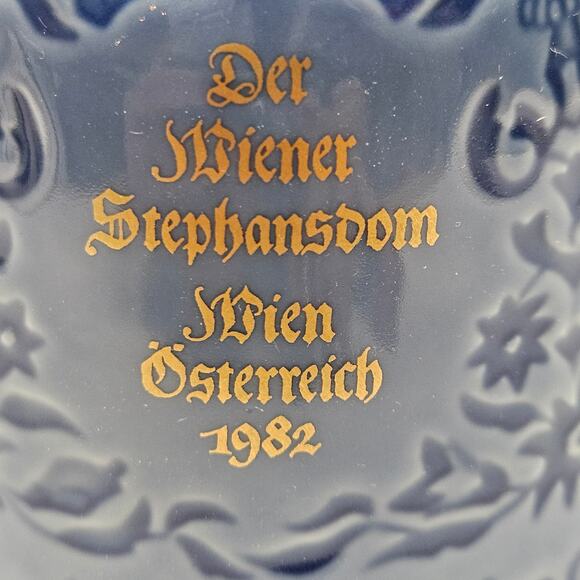 Der
Wiener
Stephansdom
Wien
Österreich
1982